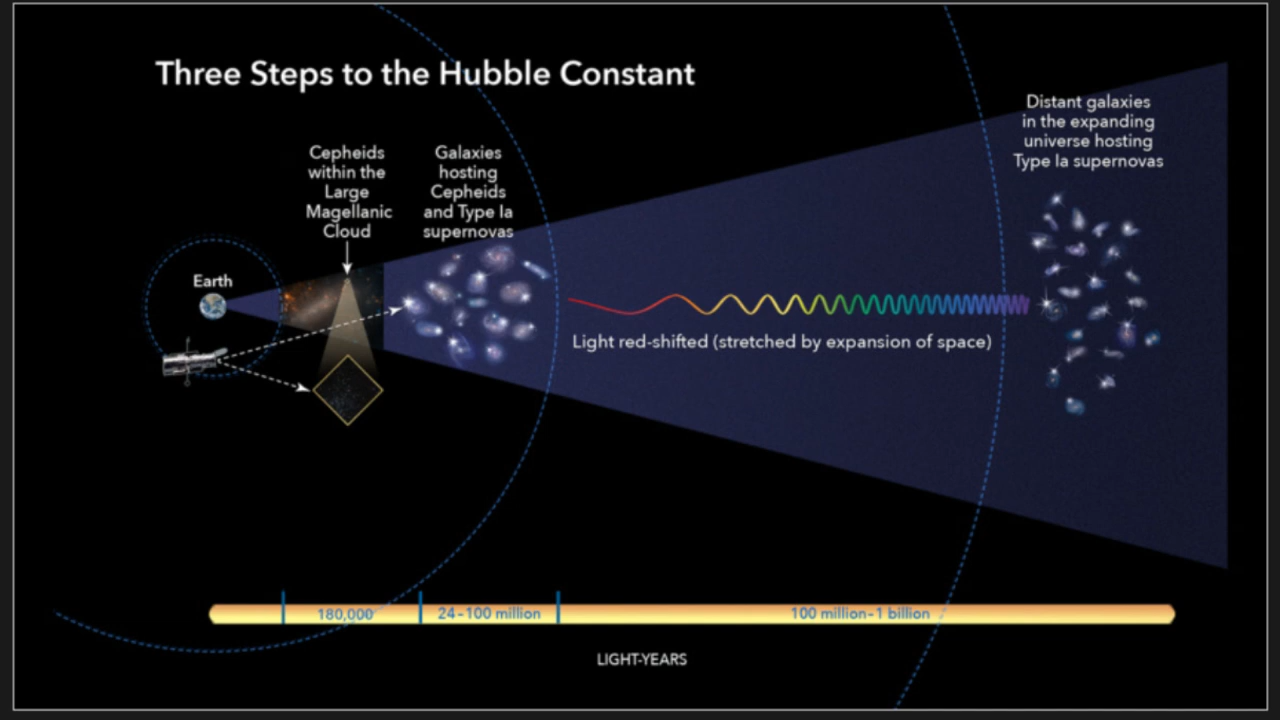 Three Steps to the Hubble Constant
Cepheids
within the
Large
Magellanic
Cloud
Galaxies
hosting
Cepheids
and Type Ia
supernovas
Distant galaxies
in the expanding
universe hosting
Type Ia supernovas
Earth
Light red-shifted (stretched by expansion of space)
180,000
24–100 million
100 million–1 billion
LIGHT-YEARS